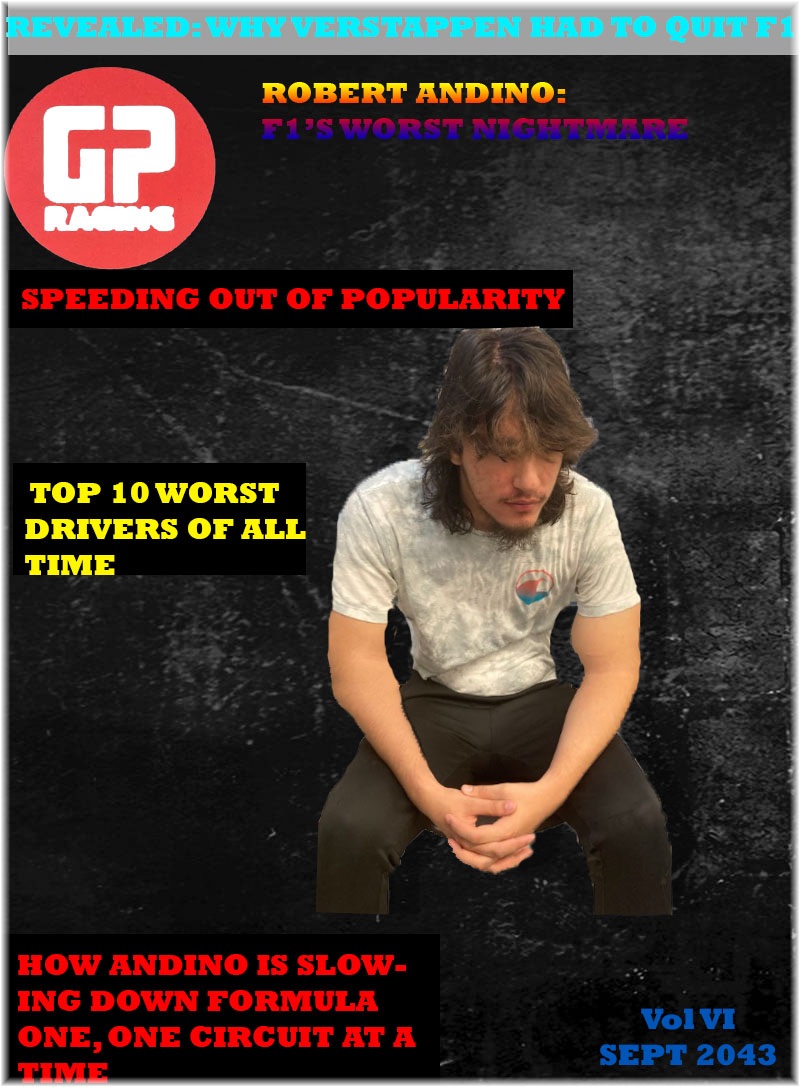 REVEALED: WHY VERSTAPPEN HAD TO QUIT F1
GP
RACING
ROBERT ANDINO:
F1’S WORST NIGHTMARE
SPEEDING OUT OF POPULARITY
TOP 10 WORST
DRIVERS OF ALL
TIME
HOW ANDINO IS SLOW-
ING DOWN FORMULA
ONE, ONE CIRCUIT AT A
TIME
Vol VI
SEPT 2043